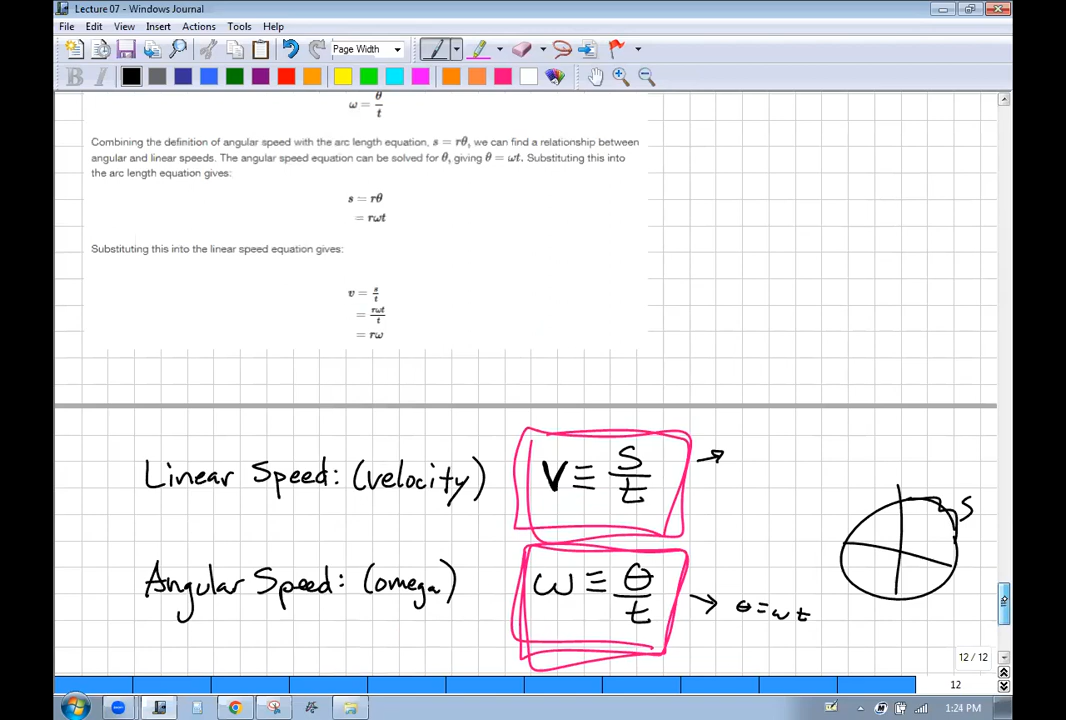 Lecture 07 - Windows Journal
File Edit View Insert Actions Tools Help
Page Width
B I
ω = θ/t
Combining the definition of angular speed with the arc length equation, s = rθ, we can find a relationship between
angular and linear speeds. The angular speed equation can be solved for θ, giving θ = ωt. Substituting this into
the arc length equation gives:
s = rθ
= rωt
Substituting this into the linear speed equation gives:
v = s/t
= rωt/t
= rω
Linear Speed: (velocity) V ≡ S/t →
S
Angular Speed: (omega) ω ≡ θ/t → θ = ωt
12 / 12
12
1:24 PM